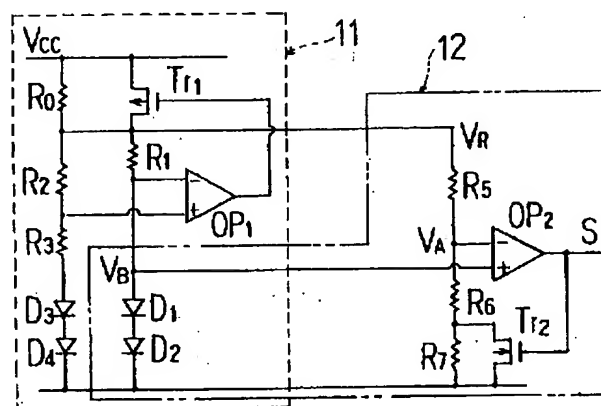 11
Vcc
12
Tr1
R0
VR
R1
R2
R5
OP2
S
OP1
VA
R3
VB
R6
Tr2
D3
D1
R7
D4
D2